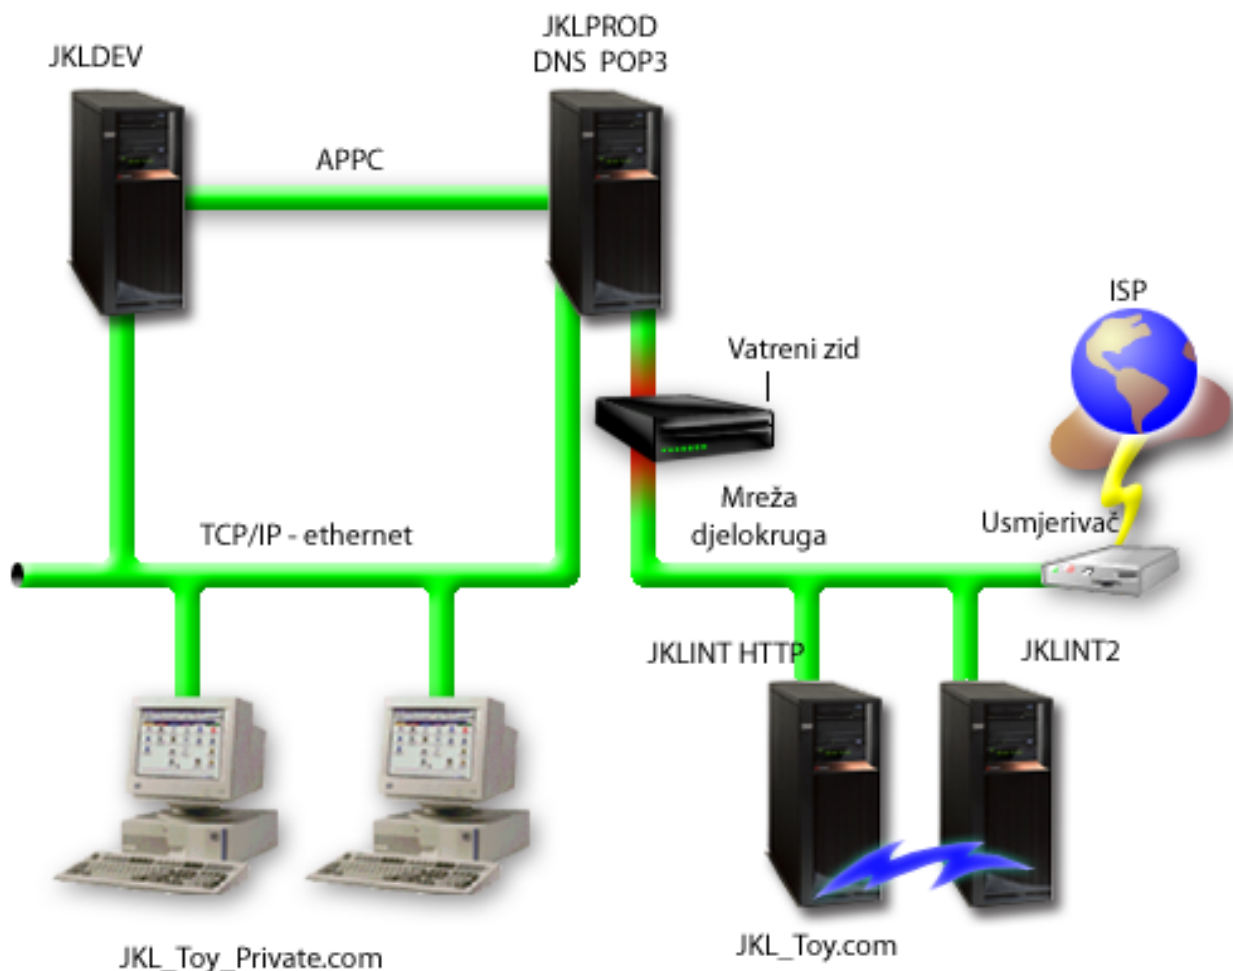 JKLPROD
DNS POP3
JKLDEV
APPC
ISP
Vatreni zid
Mreža
djelokruga
Usmjerivač
TCP/IP - ethernet
JKLINT HTTP
JKLINT2
JKL_Toy.com
JKL_Toy_Private.com